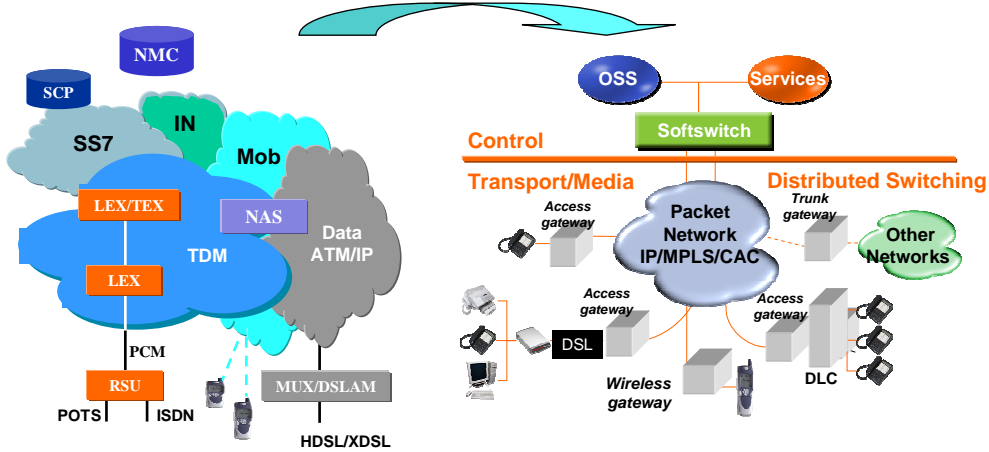 NMC
SCP
SS7
IN
Mob
LEX/TEX
NAS
TDM
Data
ATM/IP
LEX
PCM
RSU
MUX/DSLAM
POTS
ISDN
HDSL/XDSL
OSS
Services
Softswitch
Control
Transport/Media
Distributed Switching
Access
gateway
Packet
Network
IP/MPLS/CAC
Trunk
gateway
Other
Networks
DSL
Access
gateway
Access
gateway
Wireless
gateway
DLC